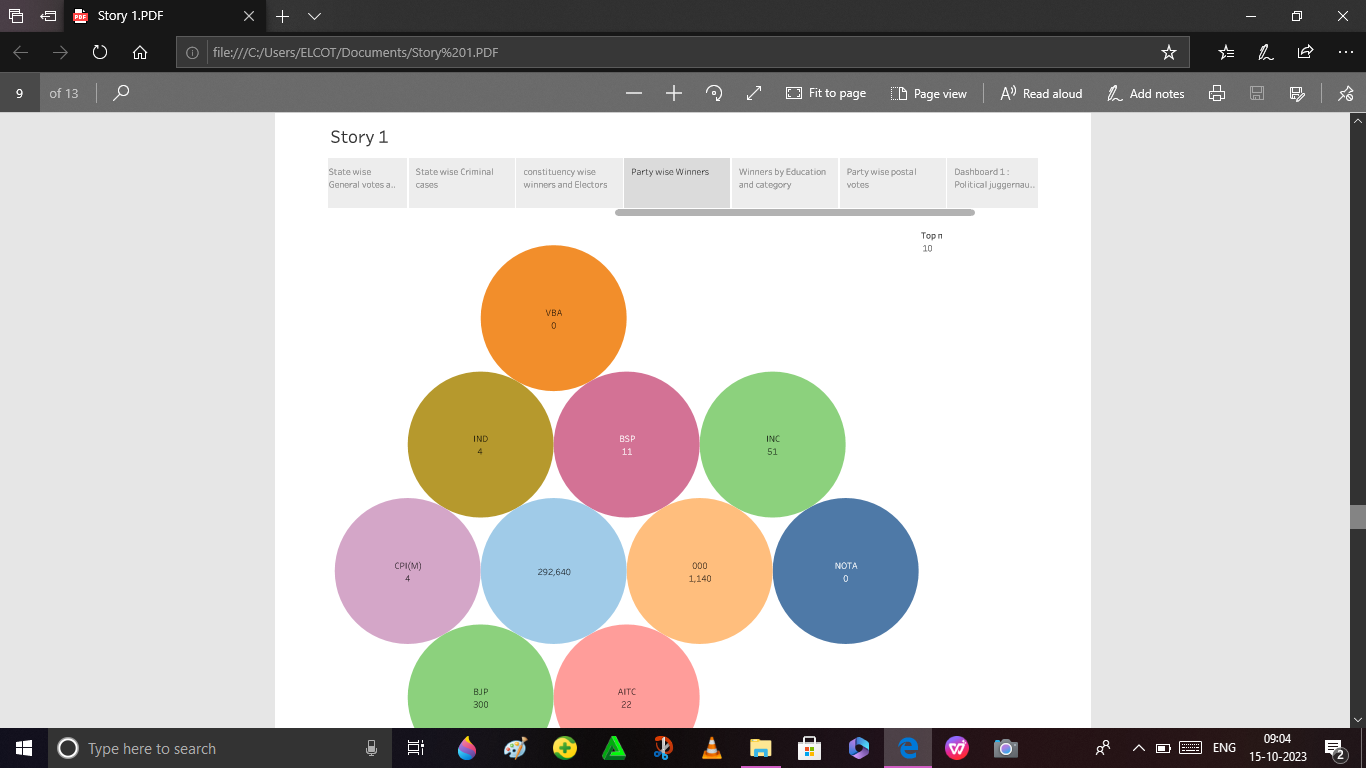 Story 1.PDF
file:///C:/Users/ELCOT/Documents/Story%201.PDF
9 of 13
Fit to page
Page view
Read aloud
Add notes
Story 1
State wise
General votes a..
State wise Criminal
cases
constituency wise
winners and Electors
Party wise Winners
Winners by Education
and category
Party wise postal
votes
Dashboard 1 :
Political juggernau..
Top n
10
VBA
0
IND
4
BSP
11
INC
51
CPI(M)
4
292,640
000
1,140
NOTA
0
BJP
300
AITC
22
Type here to search
ENG
09:04
15-10-2023
2